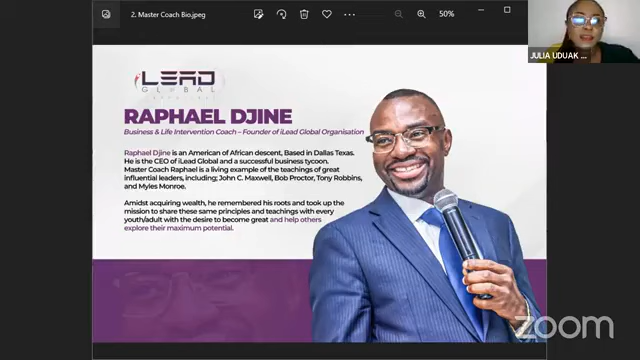 2. Master Coach Bio.jpeg
50%
JULIA UDUAK ...
iLEAD
GLOBAL
RAPHAEL DJINE
Business & Life Intervention Coach – Founder of iLead Global Organisation
Raphael Djine is an American of African descent, Based in Dallas Texas.
He is the CEO of iLead Global and a successful business tycoon.
Master Coach Raphael is a living example of the teachings of great
influential leaders, including; John C. Maxwell, Bob Proctor, Tony Robbins,
and Myles Monroe.
Amidst acquiring wealth, he remembered his roots and took up the
mission to share these same principles and teachings with every
youth/adult with the desire to become great and help others
explore their maximum potential.
zoom